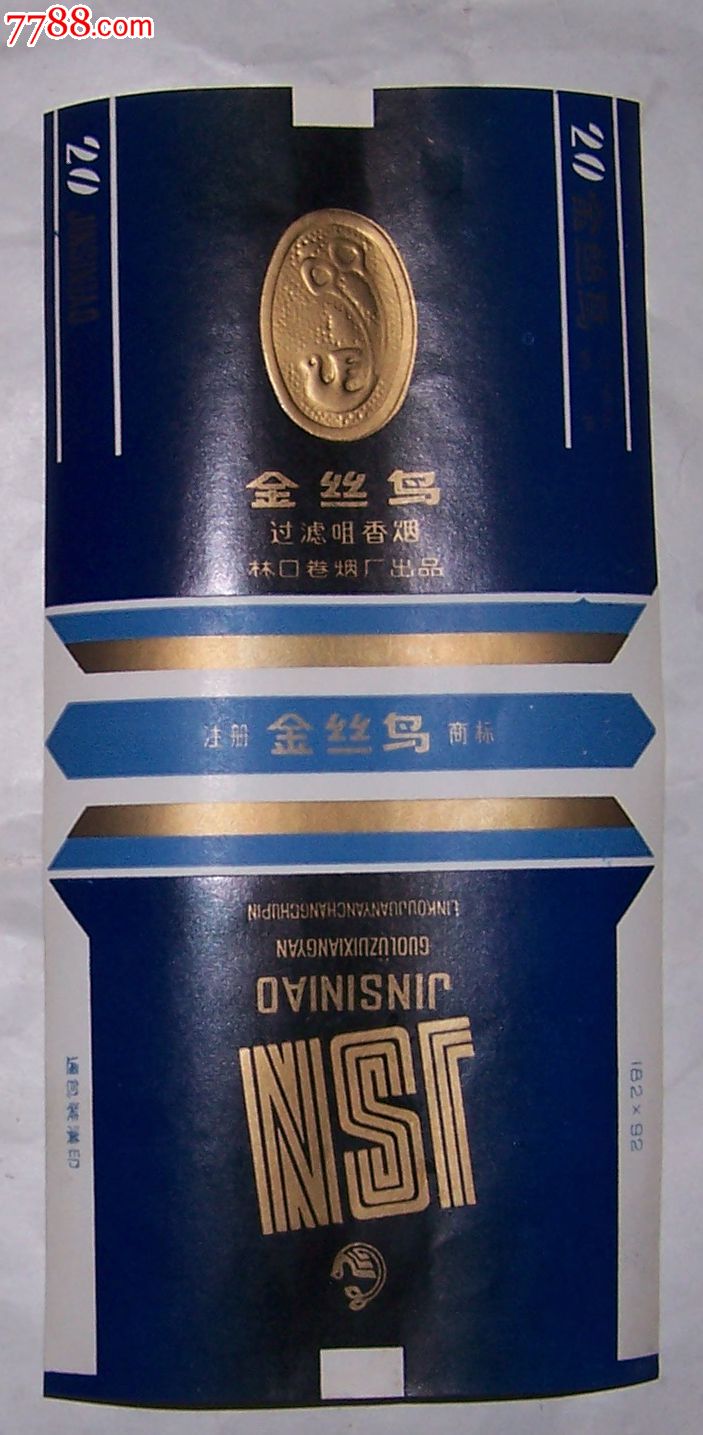 7788.com
20 JINSINIAO
20 金丝鸟
金丝鸟
过滤咀香烟
林口卷烟厂出品
注册 金丝鸟 商标
LINKOUJUANYANCHANGCHUPIN
GUOLÜZUIXIANGYAN
JINSINIAO
JSN
182×92